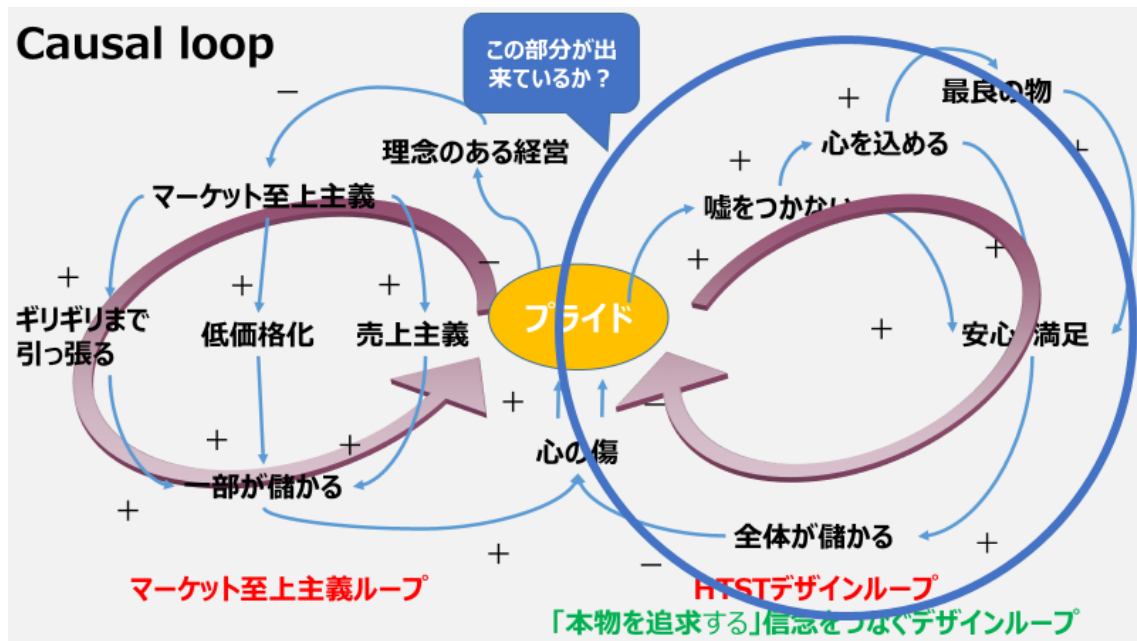 Causal loop
この部分が出
来ているか?
最良の物
心を込める
理念のある経営
マーケット至上主義
嘘をつかない
プライド
ギリギリまで
引っ張る
低価格化
売上主義
安心 満足
心の傷
一部が儲かる
全体が儲かる
マーケット至上主義ループ
HTSTデザインループ
「本物を追求する」信念をつなぐデザインループ